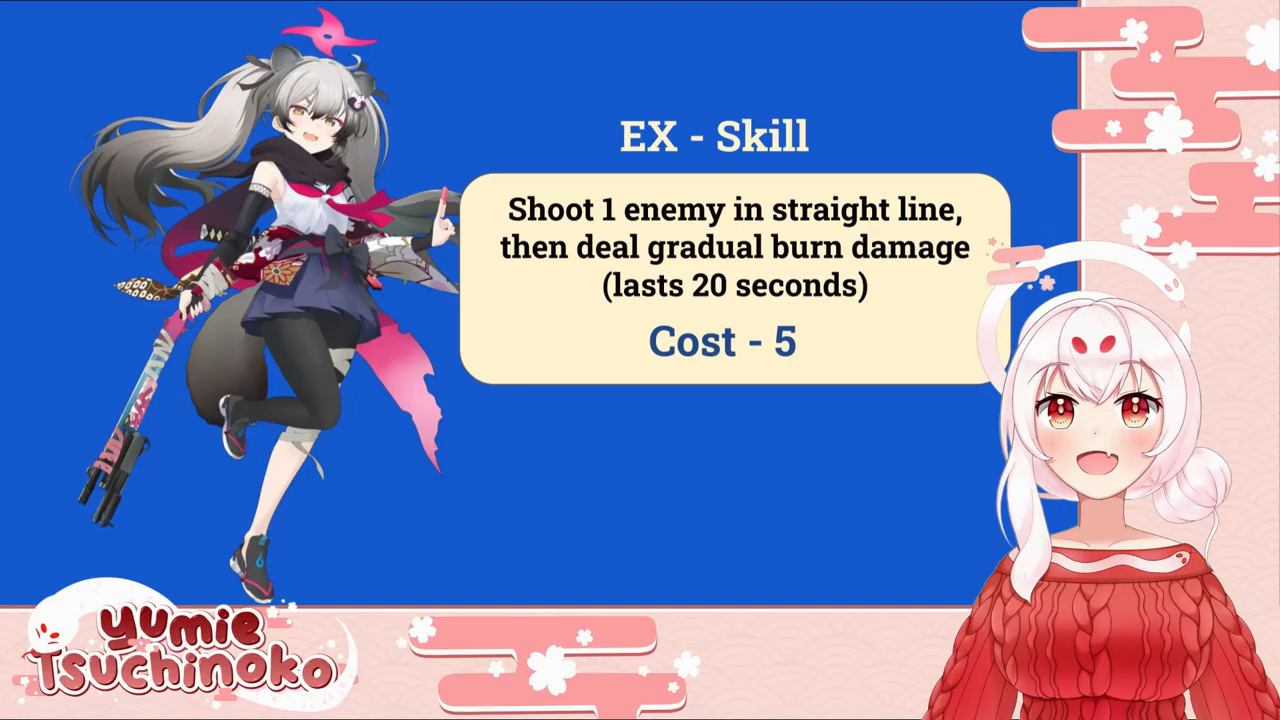 EX - Skill
Shoot 1 enemy in straight line,
then deal gradual burn damage
(lasts 20 seconds)
Cost - 5
yumie
Tsuchinoko